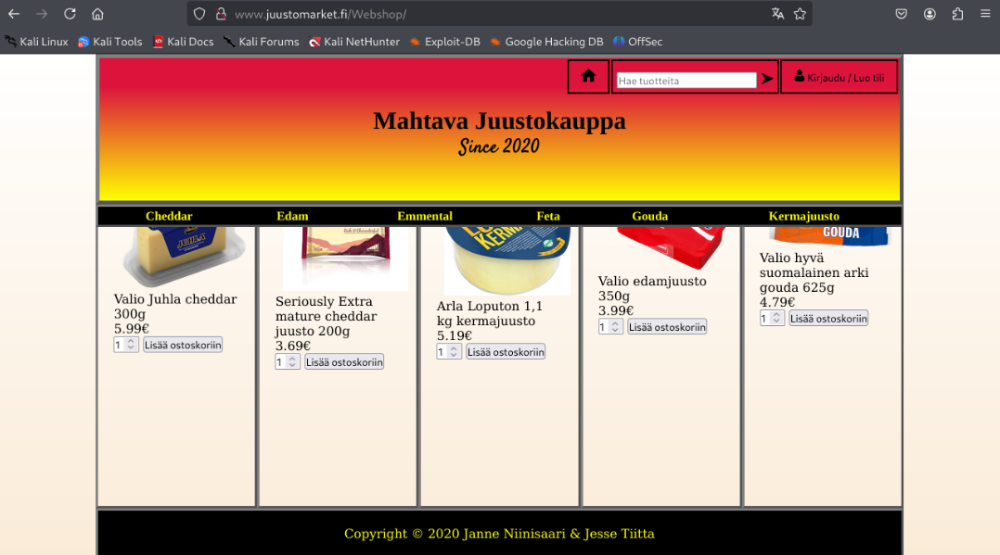 www.juustomarket.fi/Webshop/
Kali Linux Kali Tools Kali Docs Kali Forums Kali NetHunter Exploit-DB Google Hacking DB OffSec
Hae tuotteita
Kirjaudu / Luo tili
Mahtava Juustokauppa
Since 2020
Cheddar Edam Emmental Feta Gouda Kermajuusto
JUHLA
KERMA
GOUDA
Valio Juhla cheddar
300g
5.99€
1 Lisää ostoskoriin
Seriously Extra
mature cheddar
juusto 200g
3.69€
1 Lisää ostoskoriin
Arla Loputon 1,1
kg kermajuusto
5.19€
1 Lisää ostoskoriin
Valio edamjuusto
350g
3.99€
1 Lisää ostoskoriin
Valio hyvä
suomalainen arki
gouda 625g
4.79€
1 Lisää ostoskoriin
Copyright © 2020 Janne Niinisaari & Jesse Tiitta